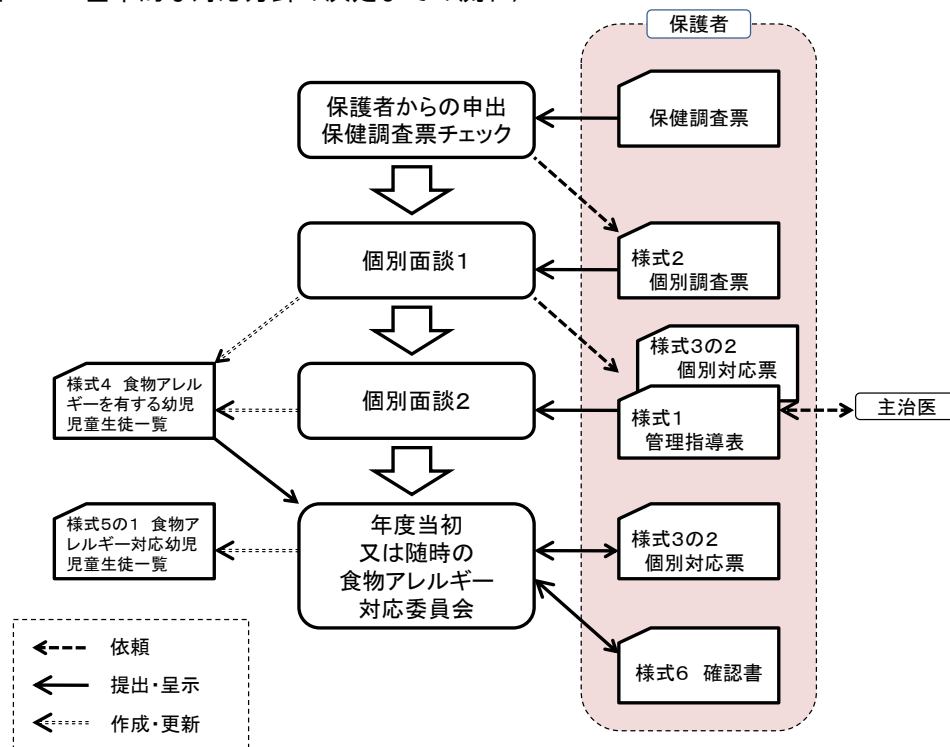 保護者
保護者からの申出
保健調査票チェック
保健調査票
個別面談1
様式2
個別調査票
様式3の2
個別対応票
様式4 食物アレル
ギーを有する幼児
児童生徒一覧
個別面談2
様式1
管理指導表
主治医
様式5の1 食物ア
レルギー対応幼児
児童生徒一覧
年度当初
又は随時の
食物アレルギー
対応委員会
様式3の2
個別対応票
様式6 確認書
依頼
提出・呈示
作成・更新